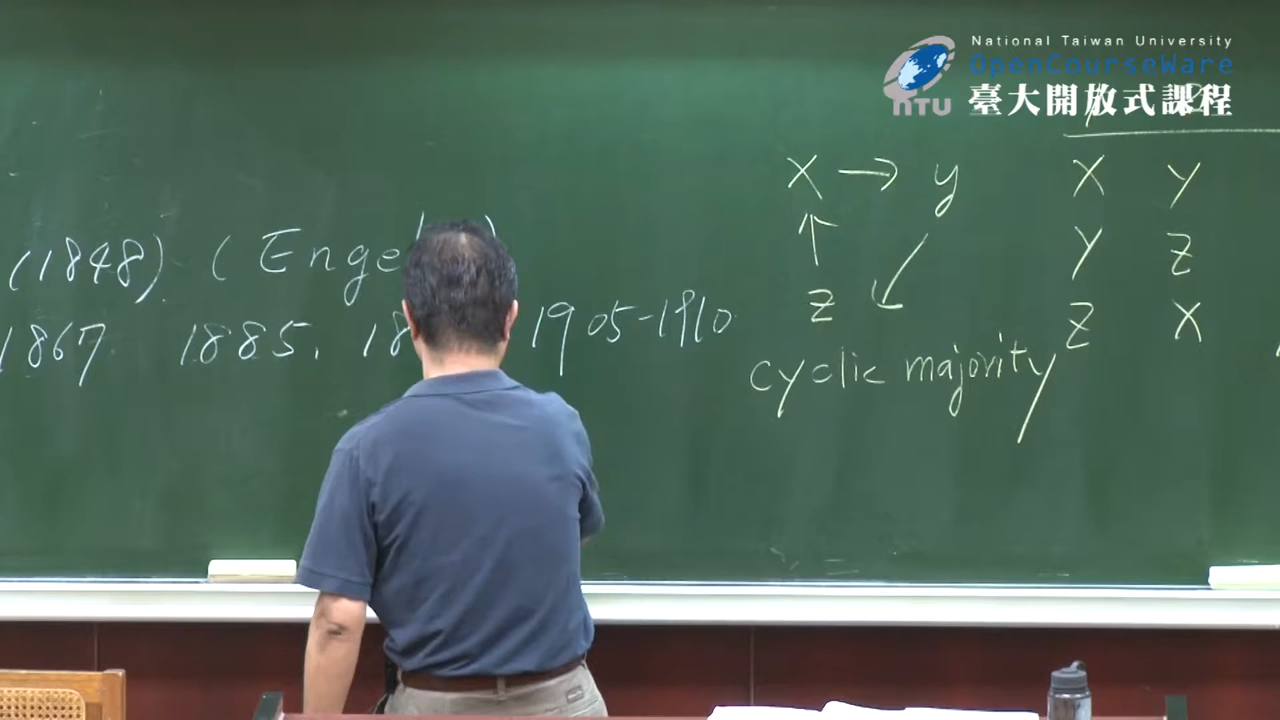 National Taiwan University
OpenCourseWare
臺大開放式課程
NTU
(1848) (Enge
1867 1885. 18 1905-1910
X → y
↑ ↙
Z
cyclic majority
X Y
Y Z
Z X